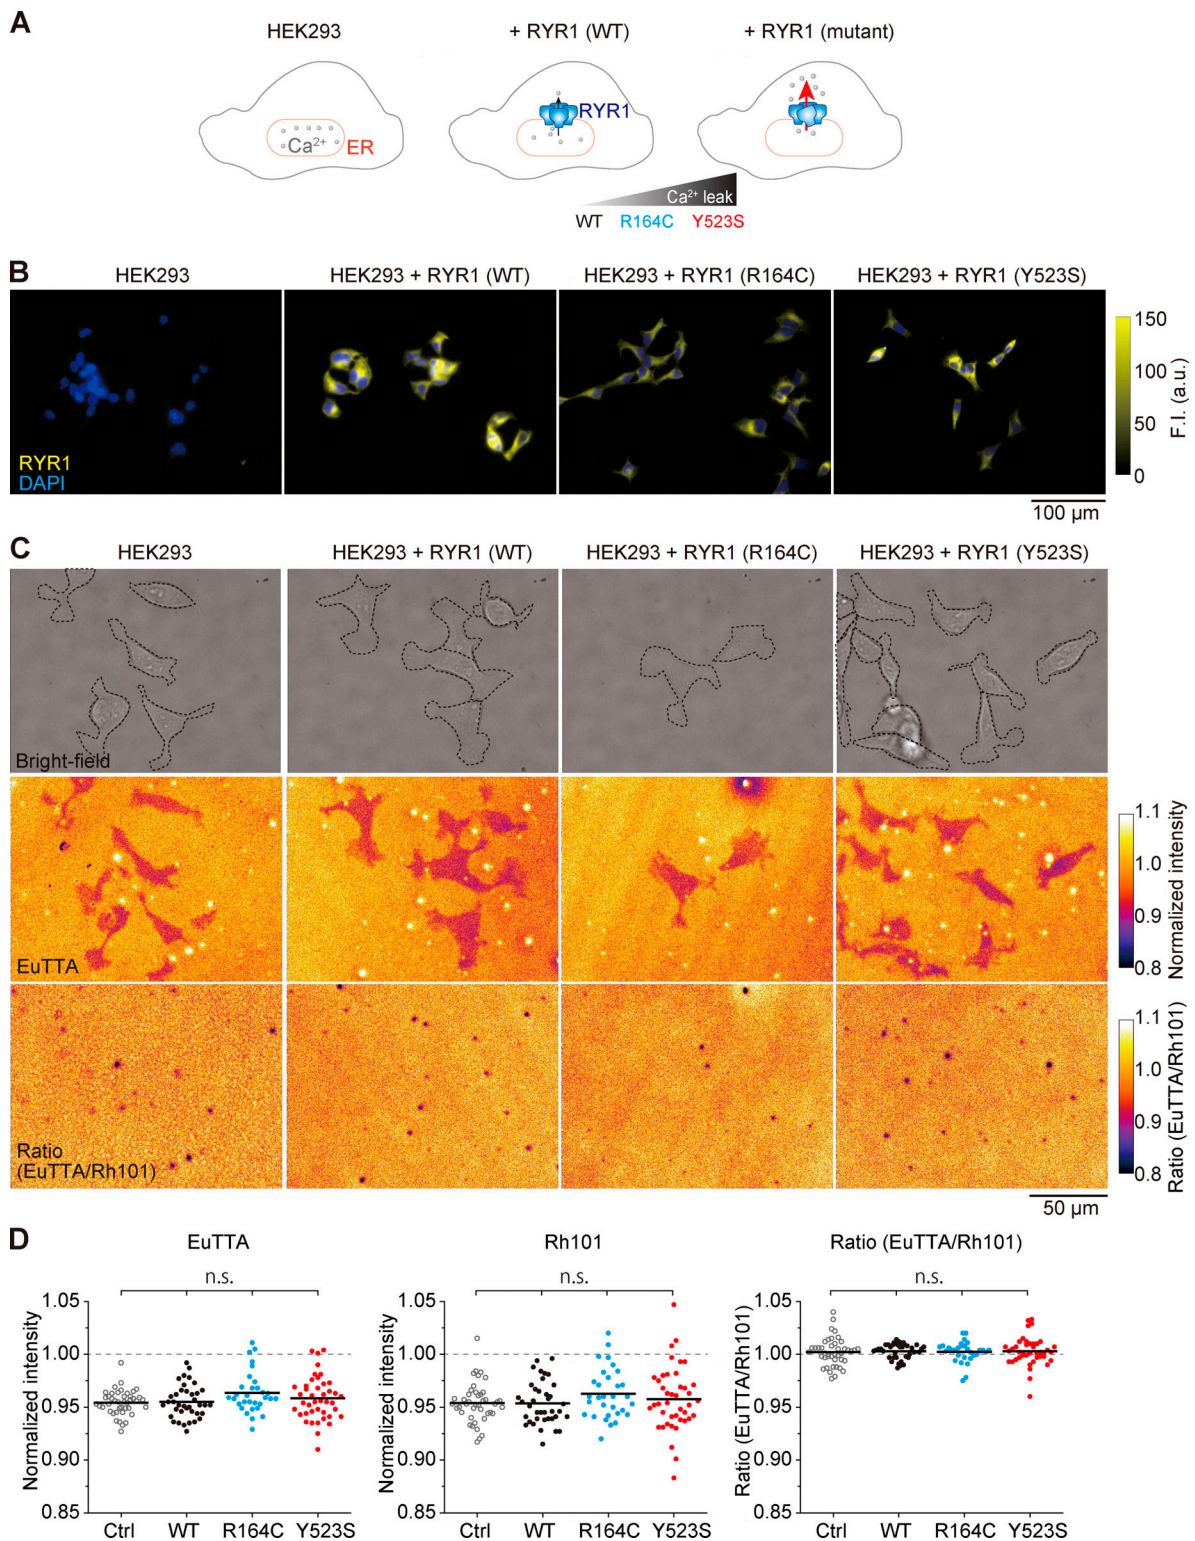 A
HEK293
+ RYR1 (WT)
+ RYR1 (mutant)
RYR1
Ca²⁺
ER
Ca²⁺ leak
WT
R164C
Y523S
B
HEK293
HEK293 + RYR1 (WT)
HEK293 + RYR1 (R164C)
HEK293 + RYR1 (Y523S)
RYR1
DAPI
150
100
50
0
F.I. (a.u.)
100 µm
C
HEK293
HEK293 + RYR1 (WT)
HEK293 + RYR1 (R164C)
HEK293 + RYR1 (Y523S)
Bright-field
EuTTA
1.1
1.0
0.9
0.8
Normalized intensity
Ratio
(EuTTA/Rh101)
1.1
1.0
0.9
0.8
Ratio (EuTTA/Rh101)
50 µm
D
EuTTA
n.s.
Normalized intensity
1.05
1.00
0.95
0.90
0.85
Ctrl
WT
R164C
Y523S
Rh101
n.s.
Normalized intensity
1.05
1.00
0.95
0.90
0.85
Ctrl
WT
R164C
Y523S
Ratio (EuTTA/Rh101)
n.s.
Ratio (EuTTA/Rh101)
1.05
1.00
0.95
0.90
0.85
Ctrl
WT
R164C
Y523S